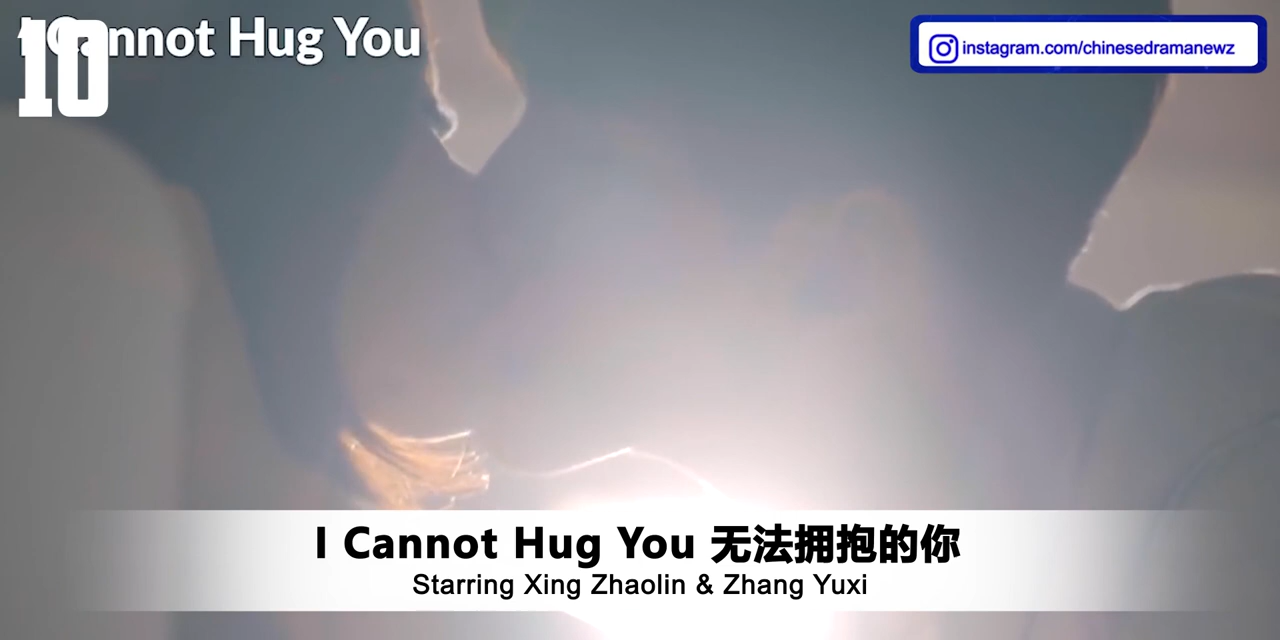 I Cannot Hug You
10
instagram.com/chinesedramanewz
I Cannot Hug You 无法拥抱的你
Starring Xing Zhaolin & Zhang Yuxi